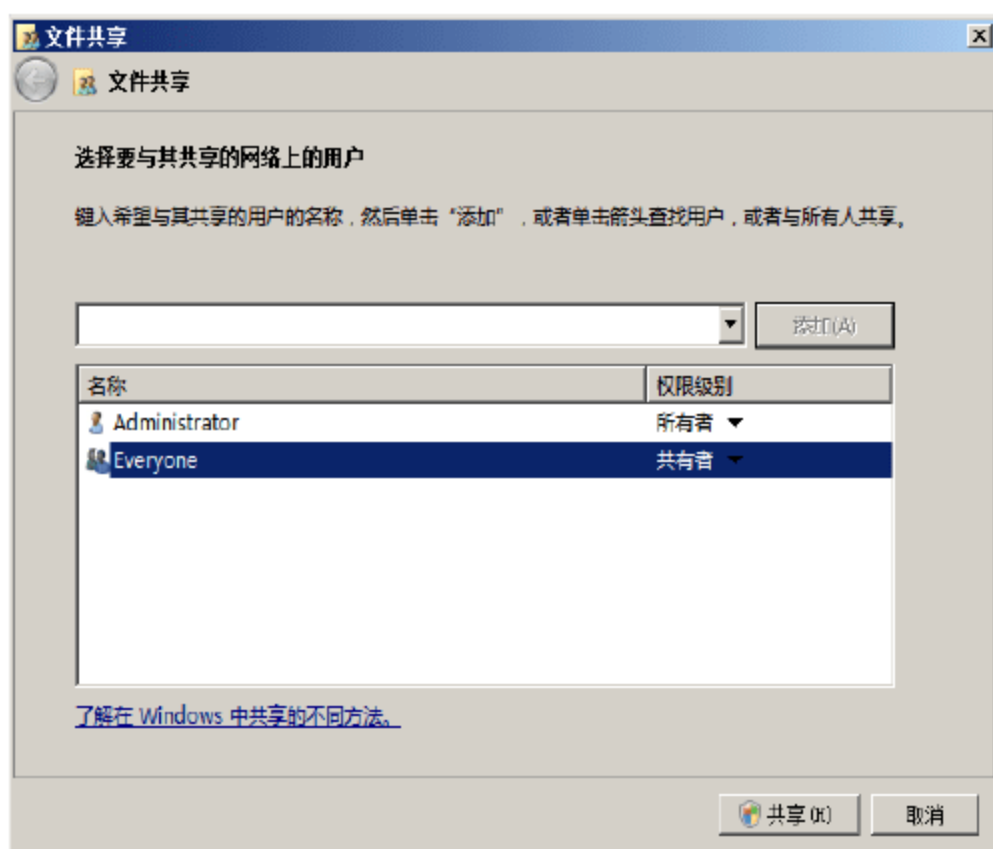 文件共享
文件共享
选择要与其共享的网络上的用户
键入希望与其共享的用户的名称，然后单击“添加”，或者单击箭头查找用户，或者与所有人共享。
添加(A)
名称 权限级别
Administrator 所有者
Everyone 共有者
了解在 Windows 中共享的不同方法。
共享(H) 取消